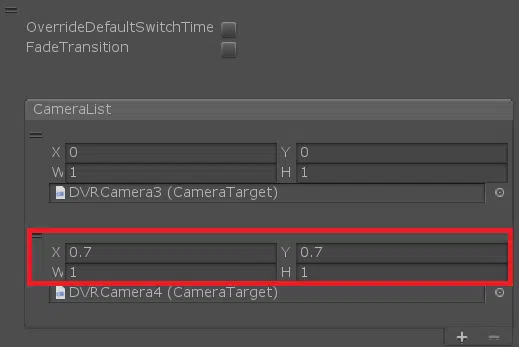 OverrideDefaultSwitchTime
FadeTransition
CameraList
X 0 Y 0
W 1 H 1
DVRCamera3 (CameraTarget)
X 0.7 Y 0.7
W 1 H 1
DVRCamera4 (CameraTarget)